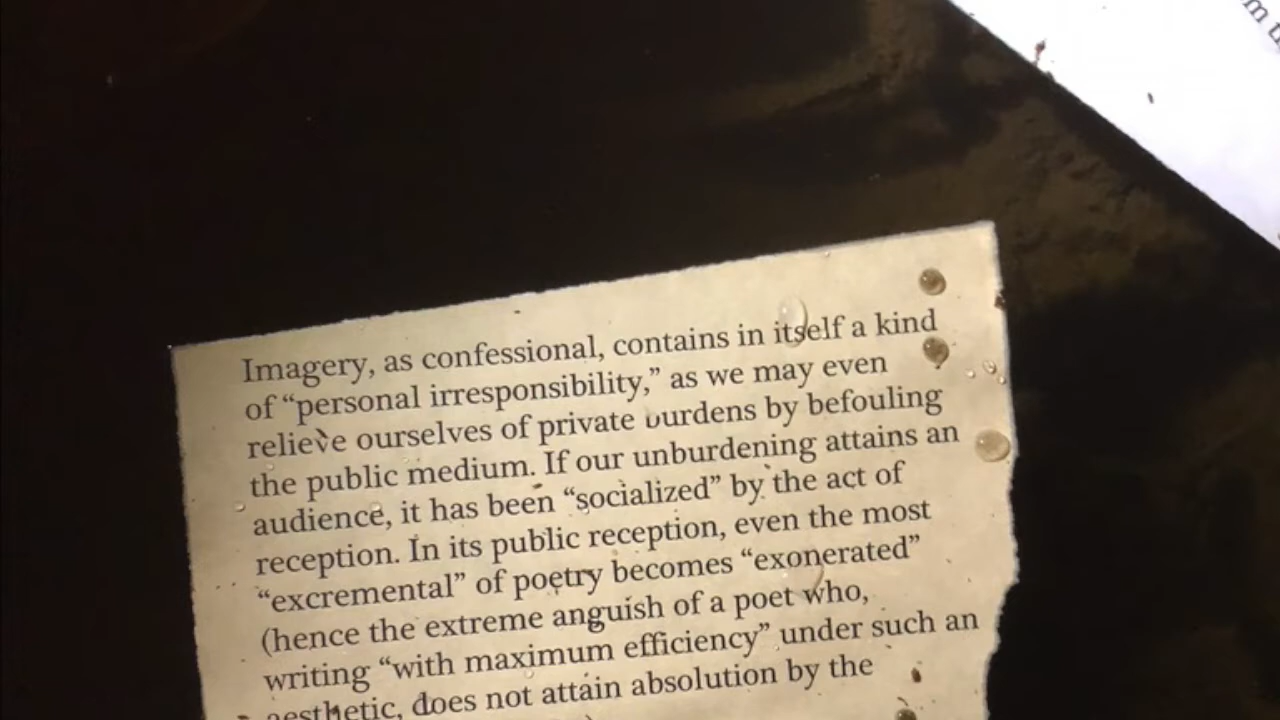 Imagery, as confessional, contains in itself a kind
of “personal irresponsibility,” as we may even
relieve ourselves of private burdens by befouling
the public medium. If our unburdening attains an
audience, it has been “socialized” by the act of
reception. In its public reception, even the most
“excremental” of poetry becomes “exonerated”
(hence the extreme anguish of a poet who,
writing “with maximum efficiency” under such an
aesthetic, does not attain absolution by the